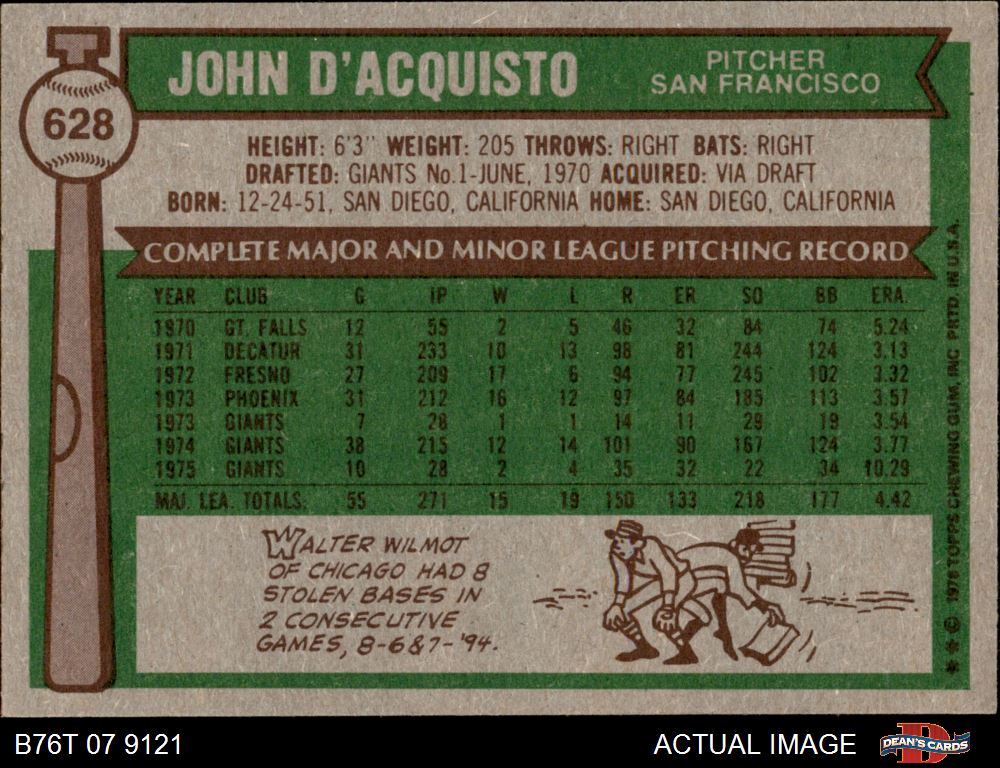 JOHN D'ACQUISTO
PITCHER
SAN FRANCISCO
628
HEIGHT: 6'3" WEIGHT: 205 THROWS: RIGHT BATS: RIGHT
DRAFTED: GIANTS No.1-JUNE, 1970 ACQUIRED: VIA DRAFT
BORN: 12-24-51, SAN DIEGO, CALIFORNIA HOME: SAN DIEGO, CALIFORNIA
COMPLETE MAJOR AND MINOR LEAGUE PITCHING RECORD
YEAR CLUB G IP W L R ER SO BB ERA.
1970 GT. FALLS 12 55 2 5 46 32 84 74 5.24
1971 DECATUR 31 233 10 13 98 81 244 124 3.13
1972 FRESNO 27 209 17 6 94 77 245 102 3.32
1973 PHOENIX 31 212 16 12 97 84 185 113 3.57
1973 GIANTS 7 28 1 1 14 11 29 19 3.54
1974 GIANTS 38 215 12 14 101 90 167 124 3.77
1975 GIANTS 10 28 2 4 35 32 22 34 10.29
MAJ. LEA. TOTALS. 55 271 15 19 150 133 218 177 4.42
WALTER WILMOT
OF CHICAGO HAD 8
STOLEN BASES IN
2 CONSECUTIVE
GAMES, 8-6&7-'94.
** © 1976 TOPPS CHEWING GUM, INC. PRTD. IN U.S.A.
B76T 07 9121
ACTUAL IMAGE
DEAN'S CARDS